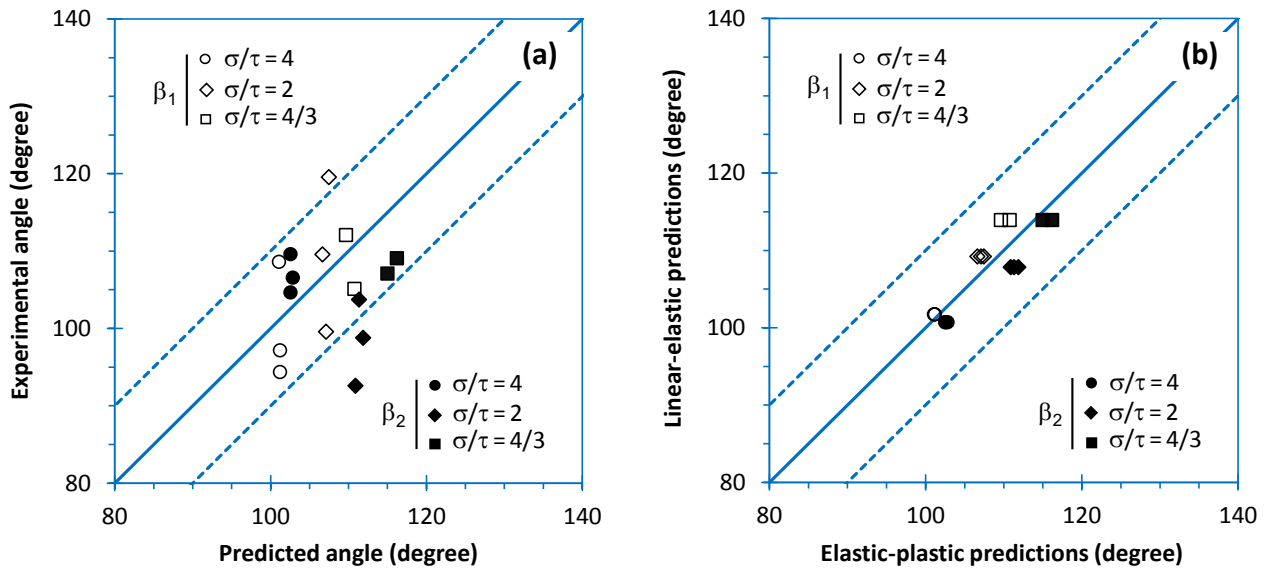 140
120
100
80
80
100
120
140
Experimental angle (degree)
Predicted angle (degree)
(a)
β1
σ/τ = 4
σ/τ = 2
σ/τ = 4/3
β2
σ/τ = 4
σ/τ = 2
σ/τ = 4/3
140
120
100
80
80
100
120
140
Linear-elastic predictions (degree)
Elastic-plastic predictions (degree)
(b)
β1
σ/τ = 4
σ/τ = 2
σ/τ = 4/3
β2
σ/τ = 4
σ/τ = 2
σ/τ = 4/3